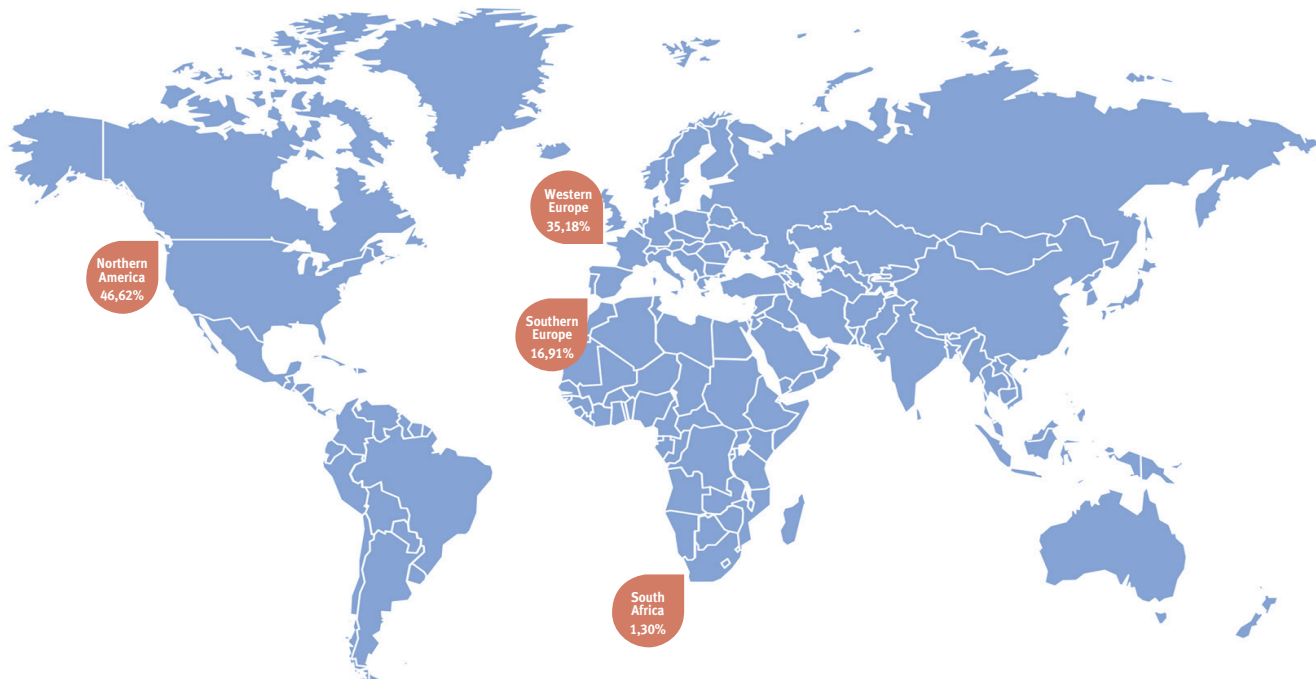 Western
Europe
35,18%
Northern
America
46,62%
Southern
Europe
16,91%
South
Africa
1,30%